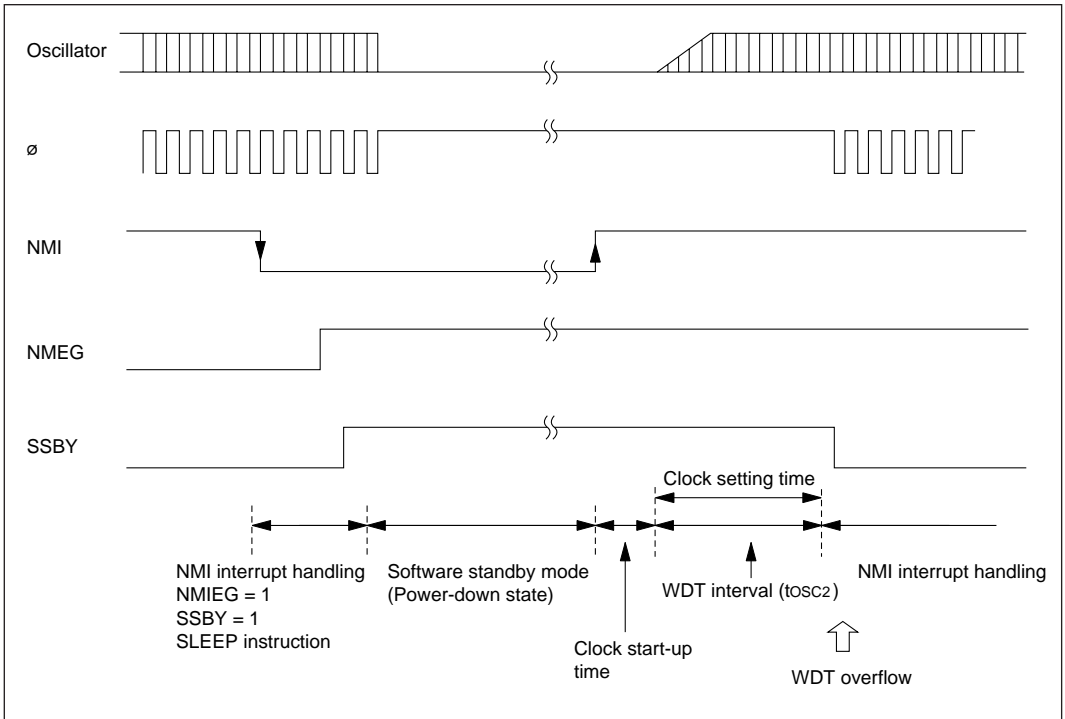 Oscillator
ø
NMI
NMEG
SSBY
Clock setting time
NMI interrupt handling
NMIEG = 1
SSBY = 1
SLEEP instruction
Software standby mode
(Power-down state)
Clock start-up
time
WDT interval (tOSC2)
WDT overflow
NMI interrupt handling